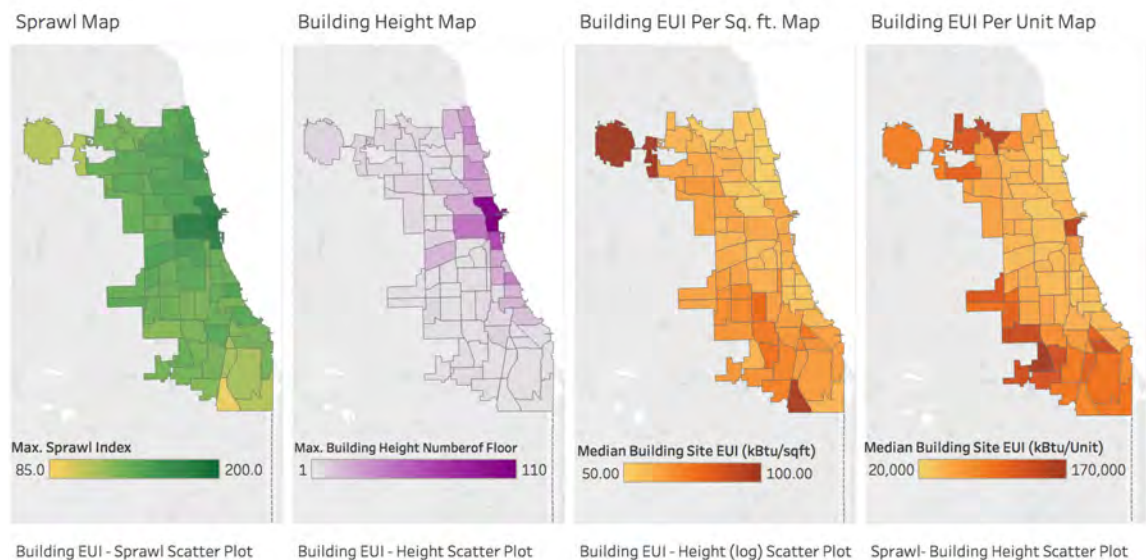 Sprawl Map
Building Height Map
Building EUI Per Sq. ft. Map
Building EUI Per Unit Map
Max. Sprawl Index
85.0 200.0
Max. Building Height Numberof Floor
1 110
Median Building Site EUI (kBtu/sqft)
50.00 100.00
Median Building Site EUI (kBtu/Unit)
20,000 170,000
Building EUI - Sprawl Scatter Plot
Building EUI - Height Scatter Plot
Building EUI - Height (log) Scatter Plot
Sprawl- Building Height Scatter Plot